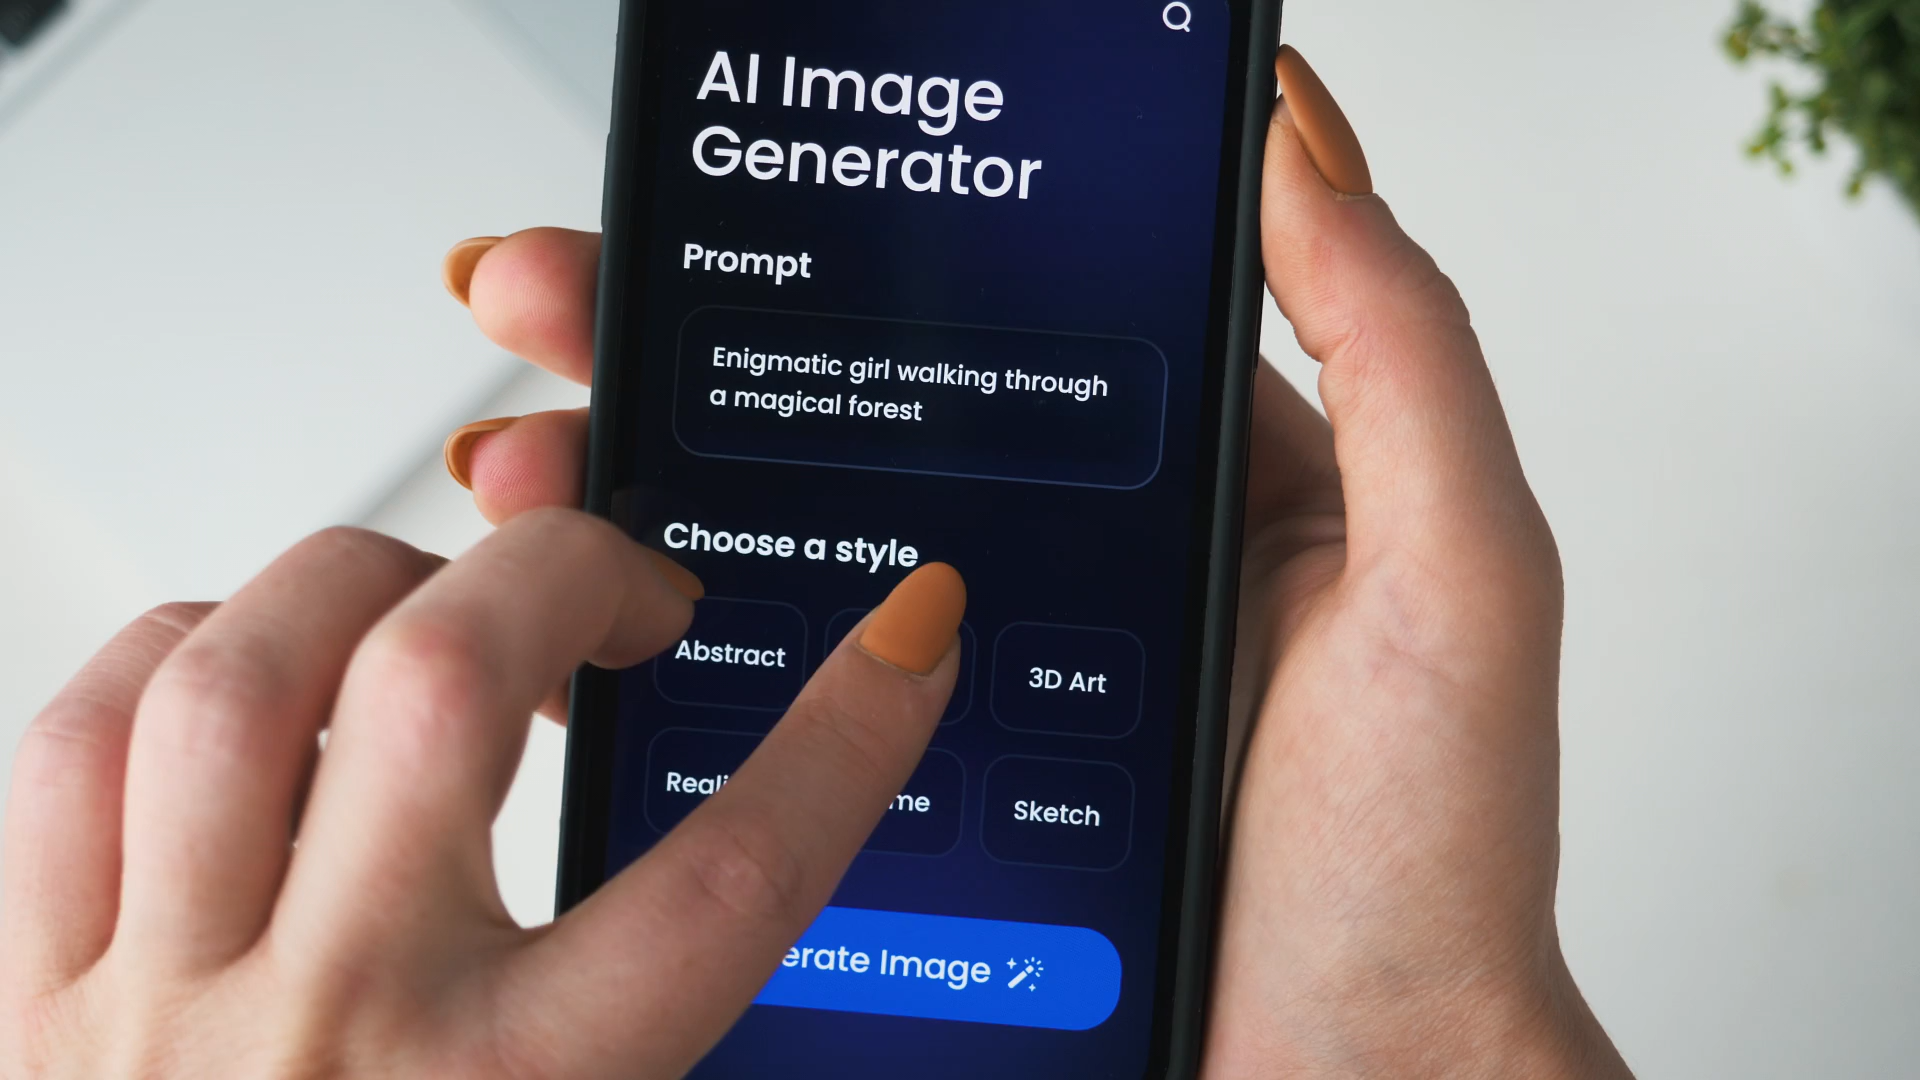 AI Image
Generator
Prompt
Enigmatic girl walking through
a magical forest
Choose a style
Abstract
3D Art
Sketch
Image